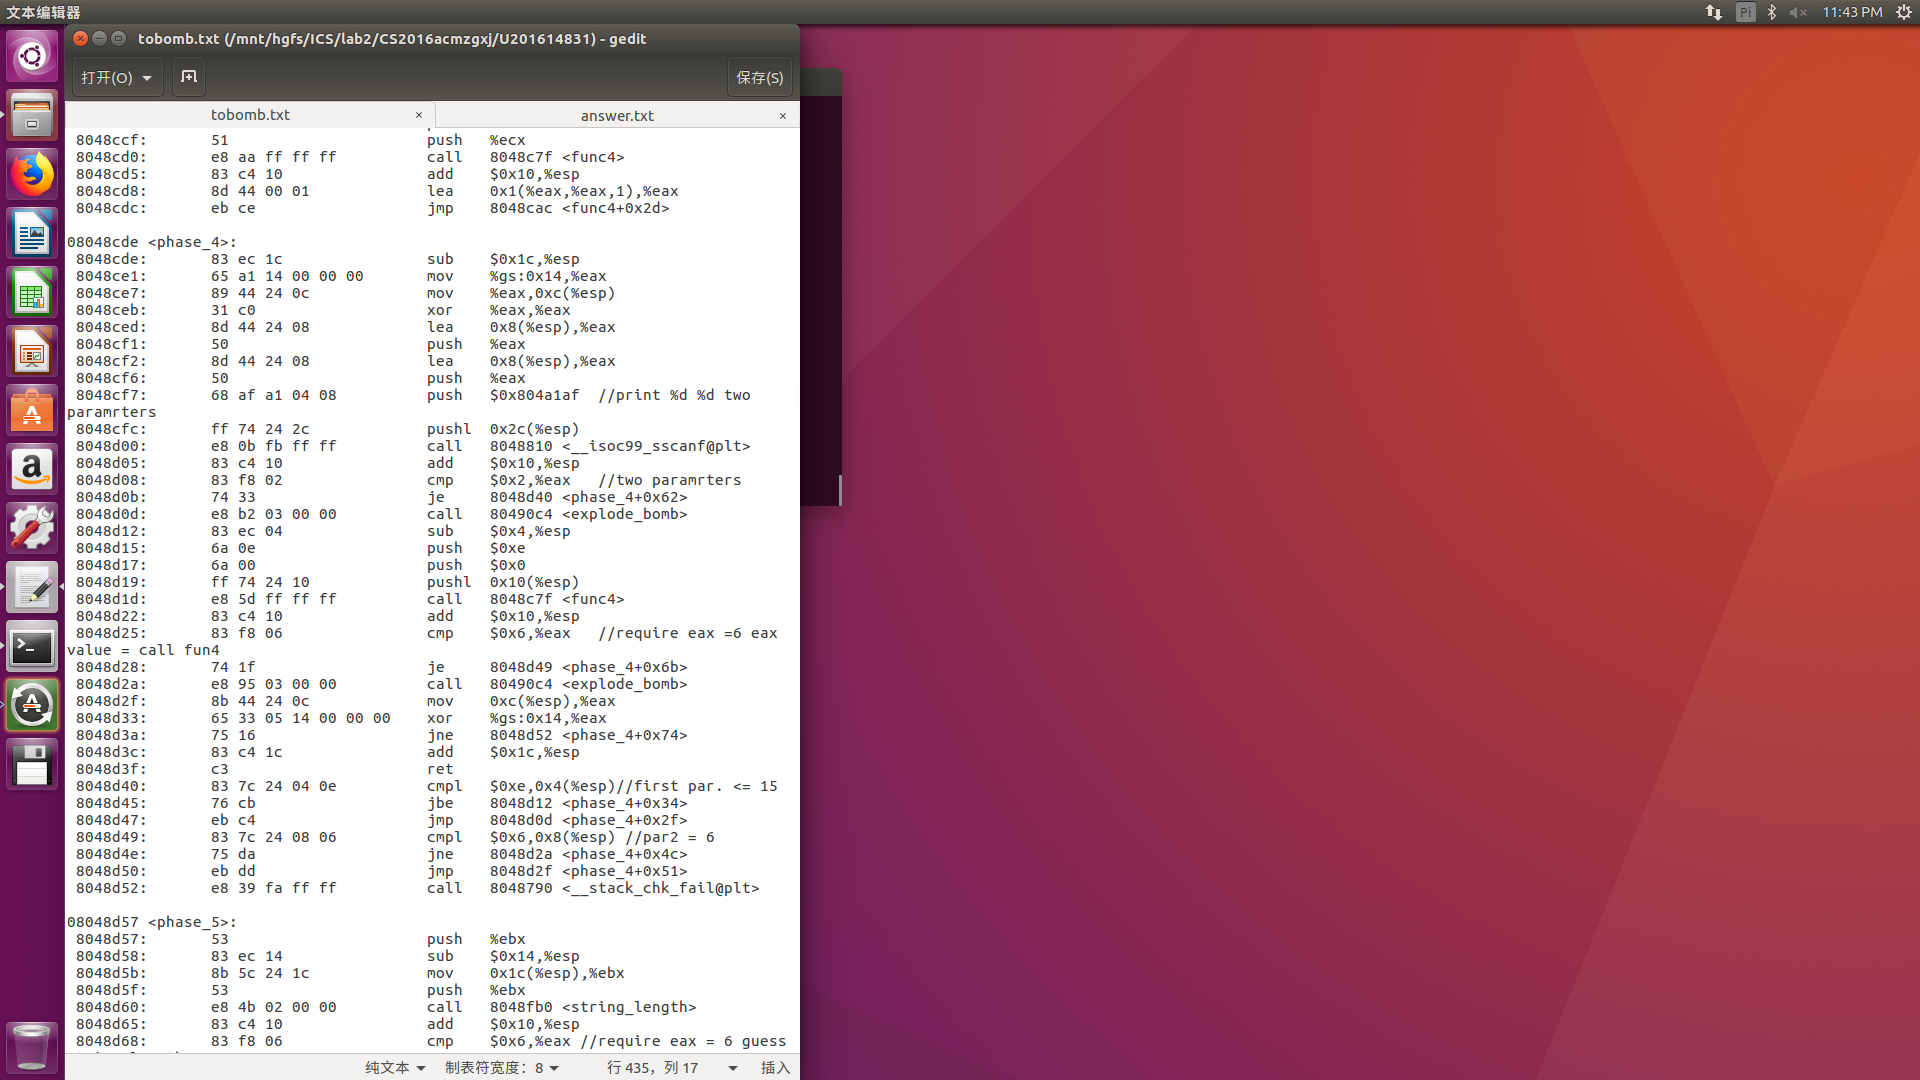 文本编辑器
Pi
11:43 PM
tobomb.txt (/mnt/hgfs/ICS/lab2/CS2016acmzgxj/U201614831) - gedit
打开(O)
保存(S)
tobomb.txt ×
answer.txt ×
8048ccf: 51 push %ecx
8048cd0: e8 aa ff ff ff call 8048c7f <func4>
8048cd5: 83 c4 10 add $0x10,%esp
8048cd8: 8d 44 00 01 lea 0x1(%eax,%eax,1),%eax
8048cdc: eb ce jmp 8048cac <func4+0x2d>
08048cde <phase_4>:
8048cde: 83 ec 1c sub $0x1c,%esp
8048ce1: 65 a1 14 00 00 00 mov %gs:0x14,%eax
8048ce7: 89 44 24 0c mov %eax,0xc(%esp)
8048ceb: 31 c0 xor %eax,%eax
8048ced: 8d 44 24 08 lea 0x8(%esp),%eax
8048cf1: 50 push %eax
8048cf2: 8d 44 24 08 lea 0x8(%esp),%eax
8048cf6: 50 push %eax
8048cf7: 68 af a1 04 08 push $0x804a1af //print %d %d two
paramrters
8048cfc: ff 74 24 2c pushl 0x2c(%esp)
8048d00: e8 0b fb ff ff call 8048810 <__isoc99_sscanf@plt>
8048d05: 83 c4 10 add $0x10,%esp
8048d08: 83 f8 02 cmp $0x2,%eax //two paramrters
8048d0b: 74 33 je 8048d40 <phase_4+0x62>
8048d0d: e8 b2 03 00 00 call 80490c4 <explode_bomb>
8048d12: 83 ec 04 sub $0x4,%esp
8048d15: 6a 0e push $0xe
8048d17: 6a 00 push $0x0
8048d19: ff 74 24 10 pushl 0x10(%esp)
8048d1d: e8 5d ff ff ff call 8048c7f <func4>
8048d22: 83 c4 10 add $0x10,%esp
8048d25: 83 f8 06 cmp $0x6,%eax //require eax =6 eax
value = call fun4
8048d28: 74 1f je 8048d49 <phase_4+0x6b>
8048d2a: e8 95 03 00 00 call 80490c4 <explode_bomb>
8048d2f: 8b 44 24 0c mov 0xc(%esp),%eax
8048d33: 65 33 05 14 00 00 00 xor %gs:0x14,%eax
8048d3a: 75 16 jne 8048d52 <phase_4+0x74>
8048d3c: 83 c4 1c add $0x1c,%esp
8048d3f: c3 ret
8048d40: 83 7c 24 04 0e cmpl $0xe,0x4(%esp)//first par. <= 15
8048d45: 76 cb jbe 8048d12 <phase_4+0x34>
8048d47: eb c4 jmp 8048d0d <phase_4+0x2f>
8048d49: 83 7c 24 08 06 cmpl $0x6,0x8(%esp) //par2 = 6
8048d4e: 75 da jne 8048d2a <phase_4+0x4c>
8048d50: eb dd jmp 8048d2f <phase_4+0x51>
8048d52: e8 39 fa ff ff call 8048790 <__stack_chk_fail@plt>
08048d57 <phase_5>:
8048d57: 53 push %ebx
8048d58: 83 ec 14 sub $0x14,%esp
8048d5b: 8b 5c 24 1c mov 0x1c(%esp),%ebx
8048d5f: 53 push %ebx
8048d60: e8 4b 02 00 00 call 8048fb0 <string_length>
8048d65: 83 c4 10 add $0x10,%esp
8048d68: 83 f8 06 cmp $0x6,%eax //require eax = 6 guess
纯文本 制表符宽度: 8 行 435, 列 17 插入